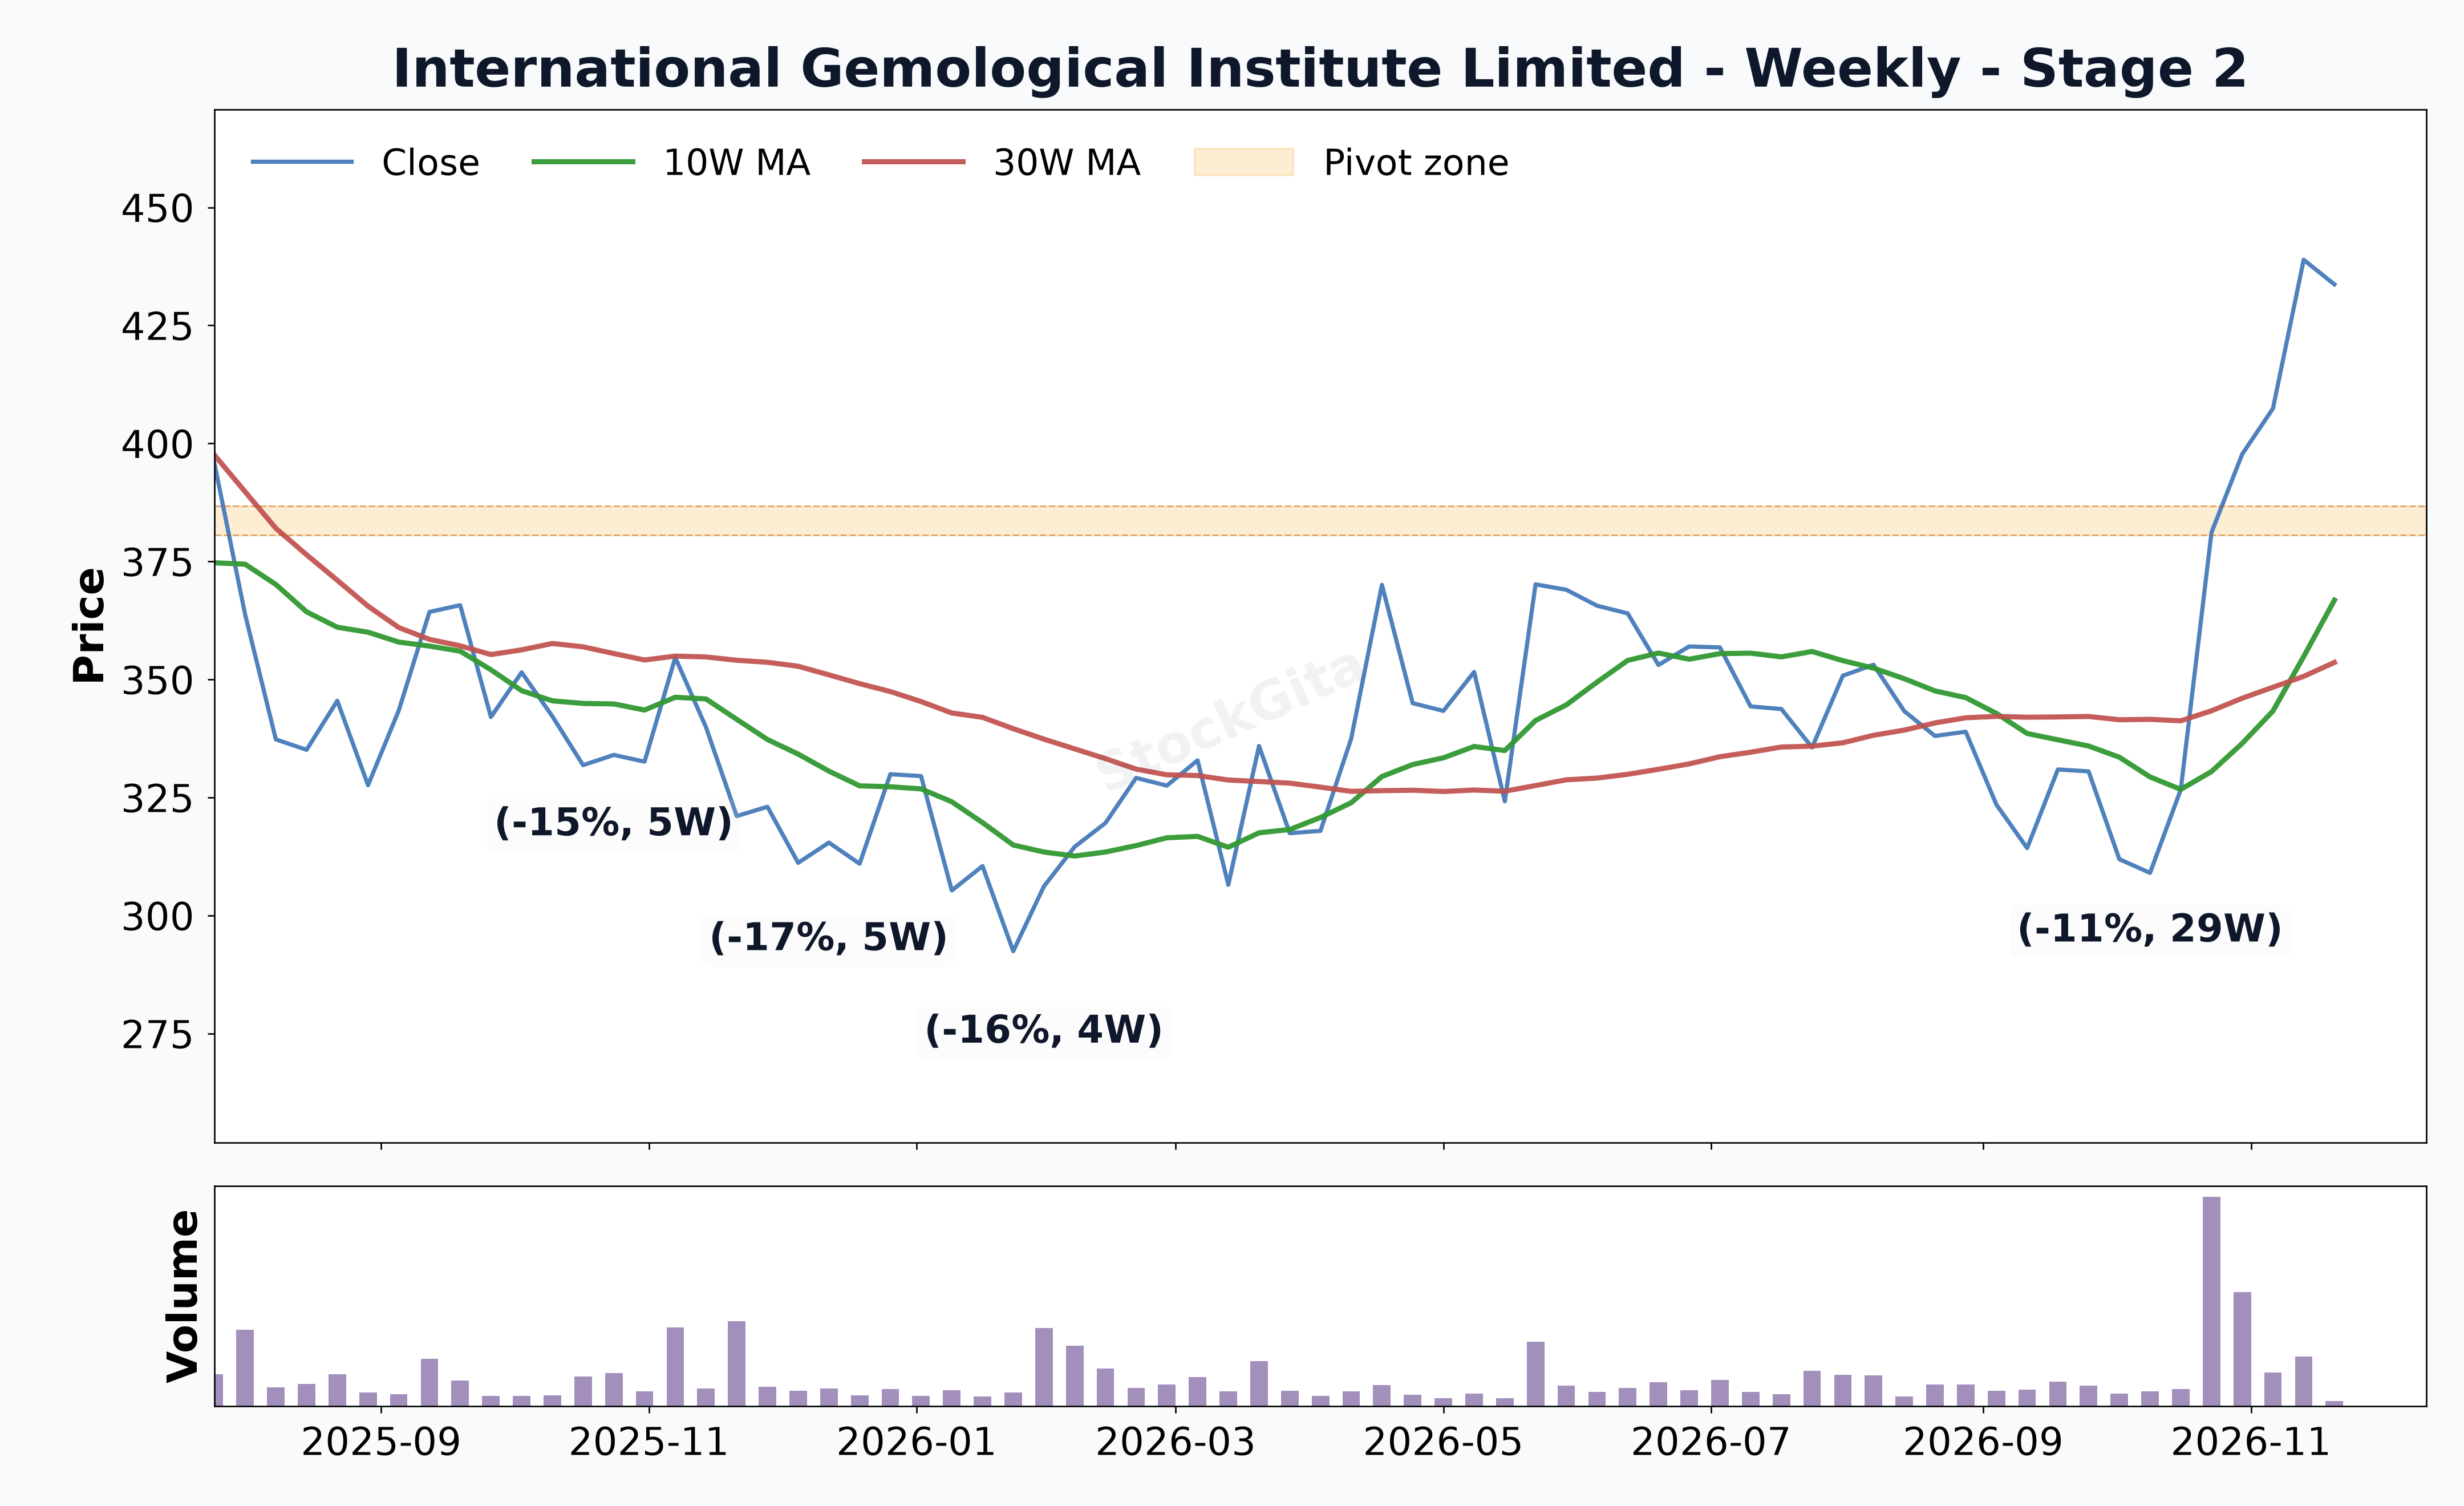 International Gemological Institute Limited - Weekly - Stage 2
Close 10W MA 30W MA Pivot zone
Price
450
425
400
375
350
325
300
275
StockGita
(-15%, 5W)
(-17%, 5W)
(-16%, 4W)
(-11%, 29W)
Volume
2025-09 2025-11 2026-01 2026-03 2026-05 2026-07 2026-09 2026-11